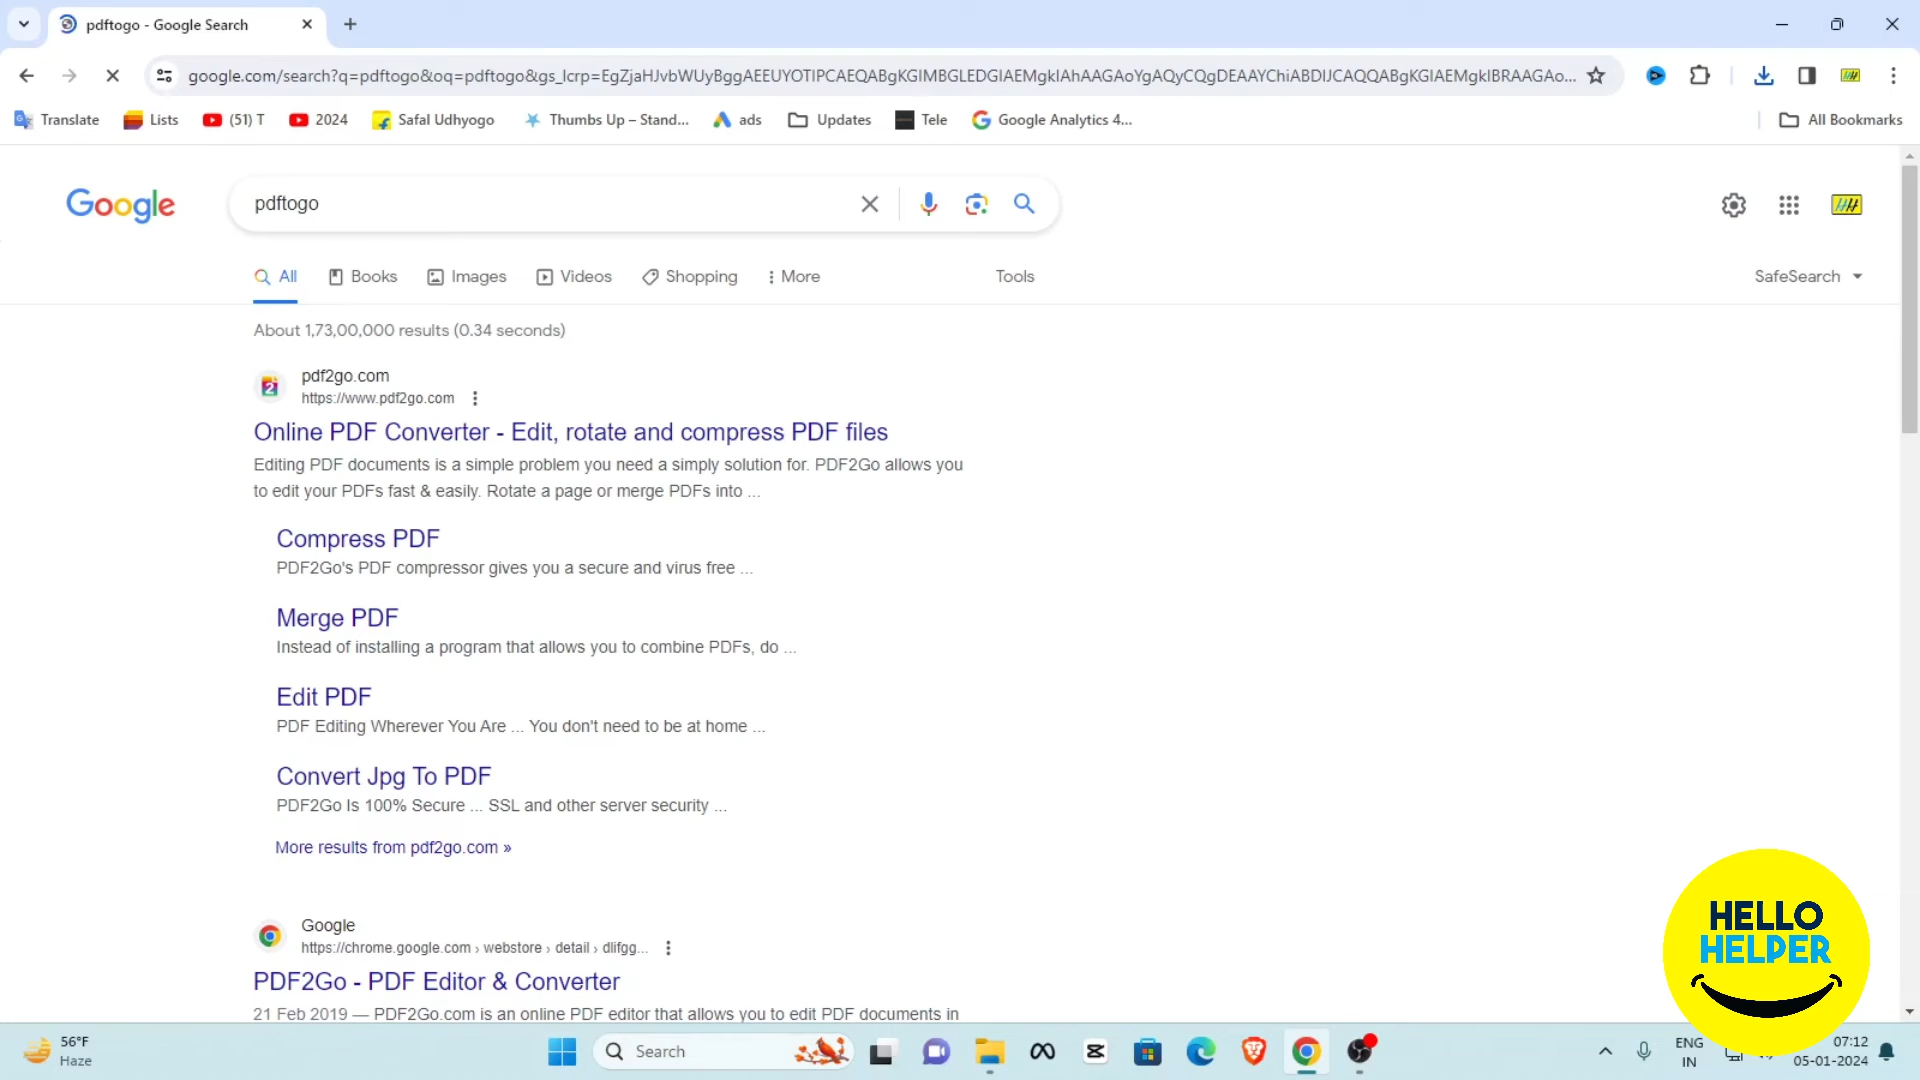 pdftogo - Google Search
google.com/search?q=pdftogo&oq=pdftogo&gs_lcrp=
Translate
Lists
(51) T
2024
Safal Udhyogo
Thumbs Up – Stand...
ads
Updates
Tele
Google Analytics 4...
All Bookmarks
Google
pdftogo
All
Books
Images
Videos
Shopping
More
Tools
SafeSearch
About 1,73,00,000 results (0.34 seconds)
pdf2go.com
https://www.pdf2go.com
Online PDF Converter - Edit, rotate and compress PDF files
Editing PDF documents is a simple problem you need a simply solution for. PDF2Go allows you
to edit your PDFs fast & easily. Rotate a page or merge PDFs into ...
Compress PDF
PDF2Go's PDF compressor gives you a secure and virus free ...
Merge PDF
Instead of installing a program that allows you to combine PDFs, do ...
Edit PDF
PDF Editing Wherever You Are ... You don't need to be at home ...
Convert Jpg To PDF
PDF2Go Is 100% Secure ... SSL and other server security ...
More results from pdf2go.com »
Google
https://chrome.google.com › webstore › detail › dlifgg...
PDF2Go - PDF Editor & Converter
21 Feb 2019 — PDF2Go.com is an online PDF editor that allows you to edit PDF documents in
HELLO
HELPER
56°F
Haze
Search
ENG
IN
07:12
05-01-2024